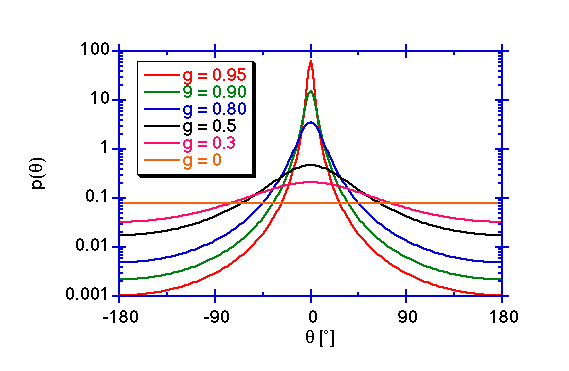 100
10
1
0.1
0.01
0.001
p(θ)
g = 0.95
9 = 0.90
g = 0.80
g = 0.5
g = 0.3
g = 0
-180 -90 0 90 180
θ [°]